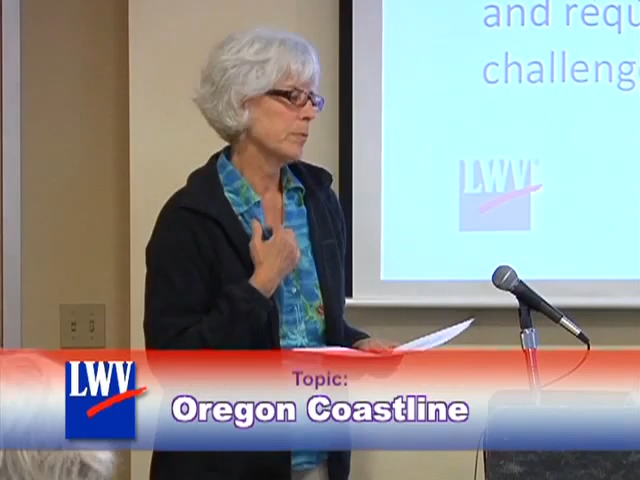 and requ
challeng
LWV
LWV
Topic:
Oregon Coastline